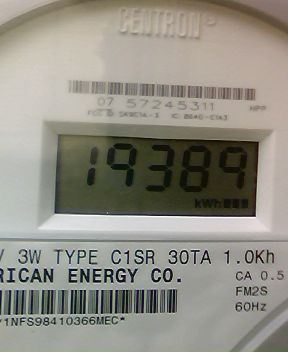 CENTRON®
07 57245311 HPP
19389
kWh
V 3W TYPE C1SR 30TA 1.0Kh
RICAN ENERGY CO. CA 0.5
FM2S
60Hz
*1NFS98410366MEC*